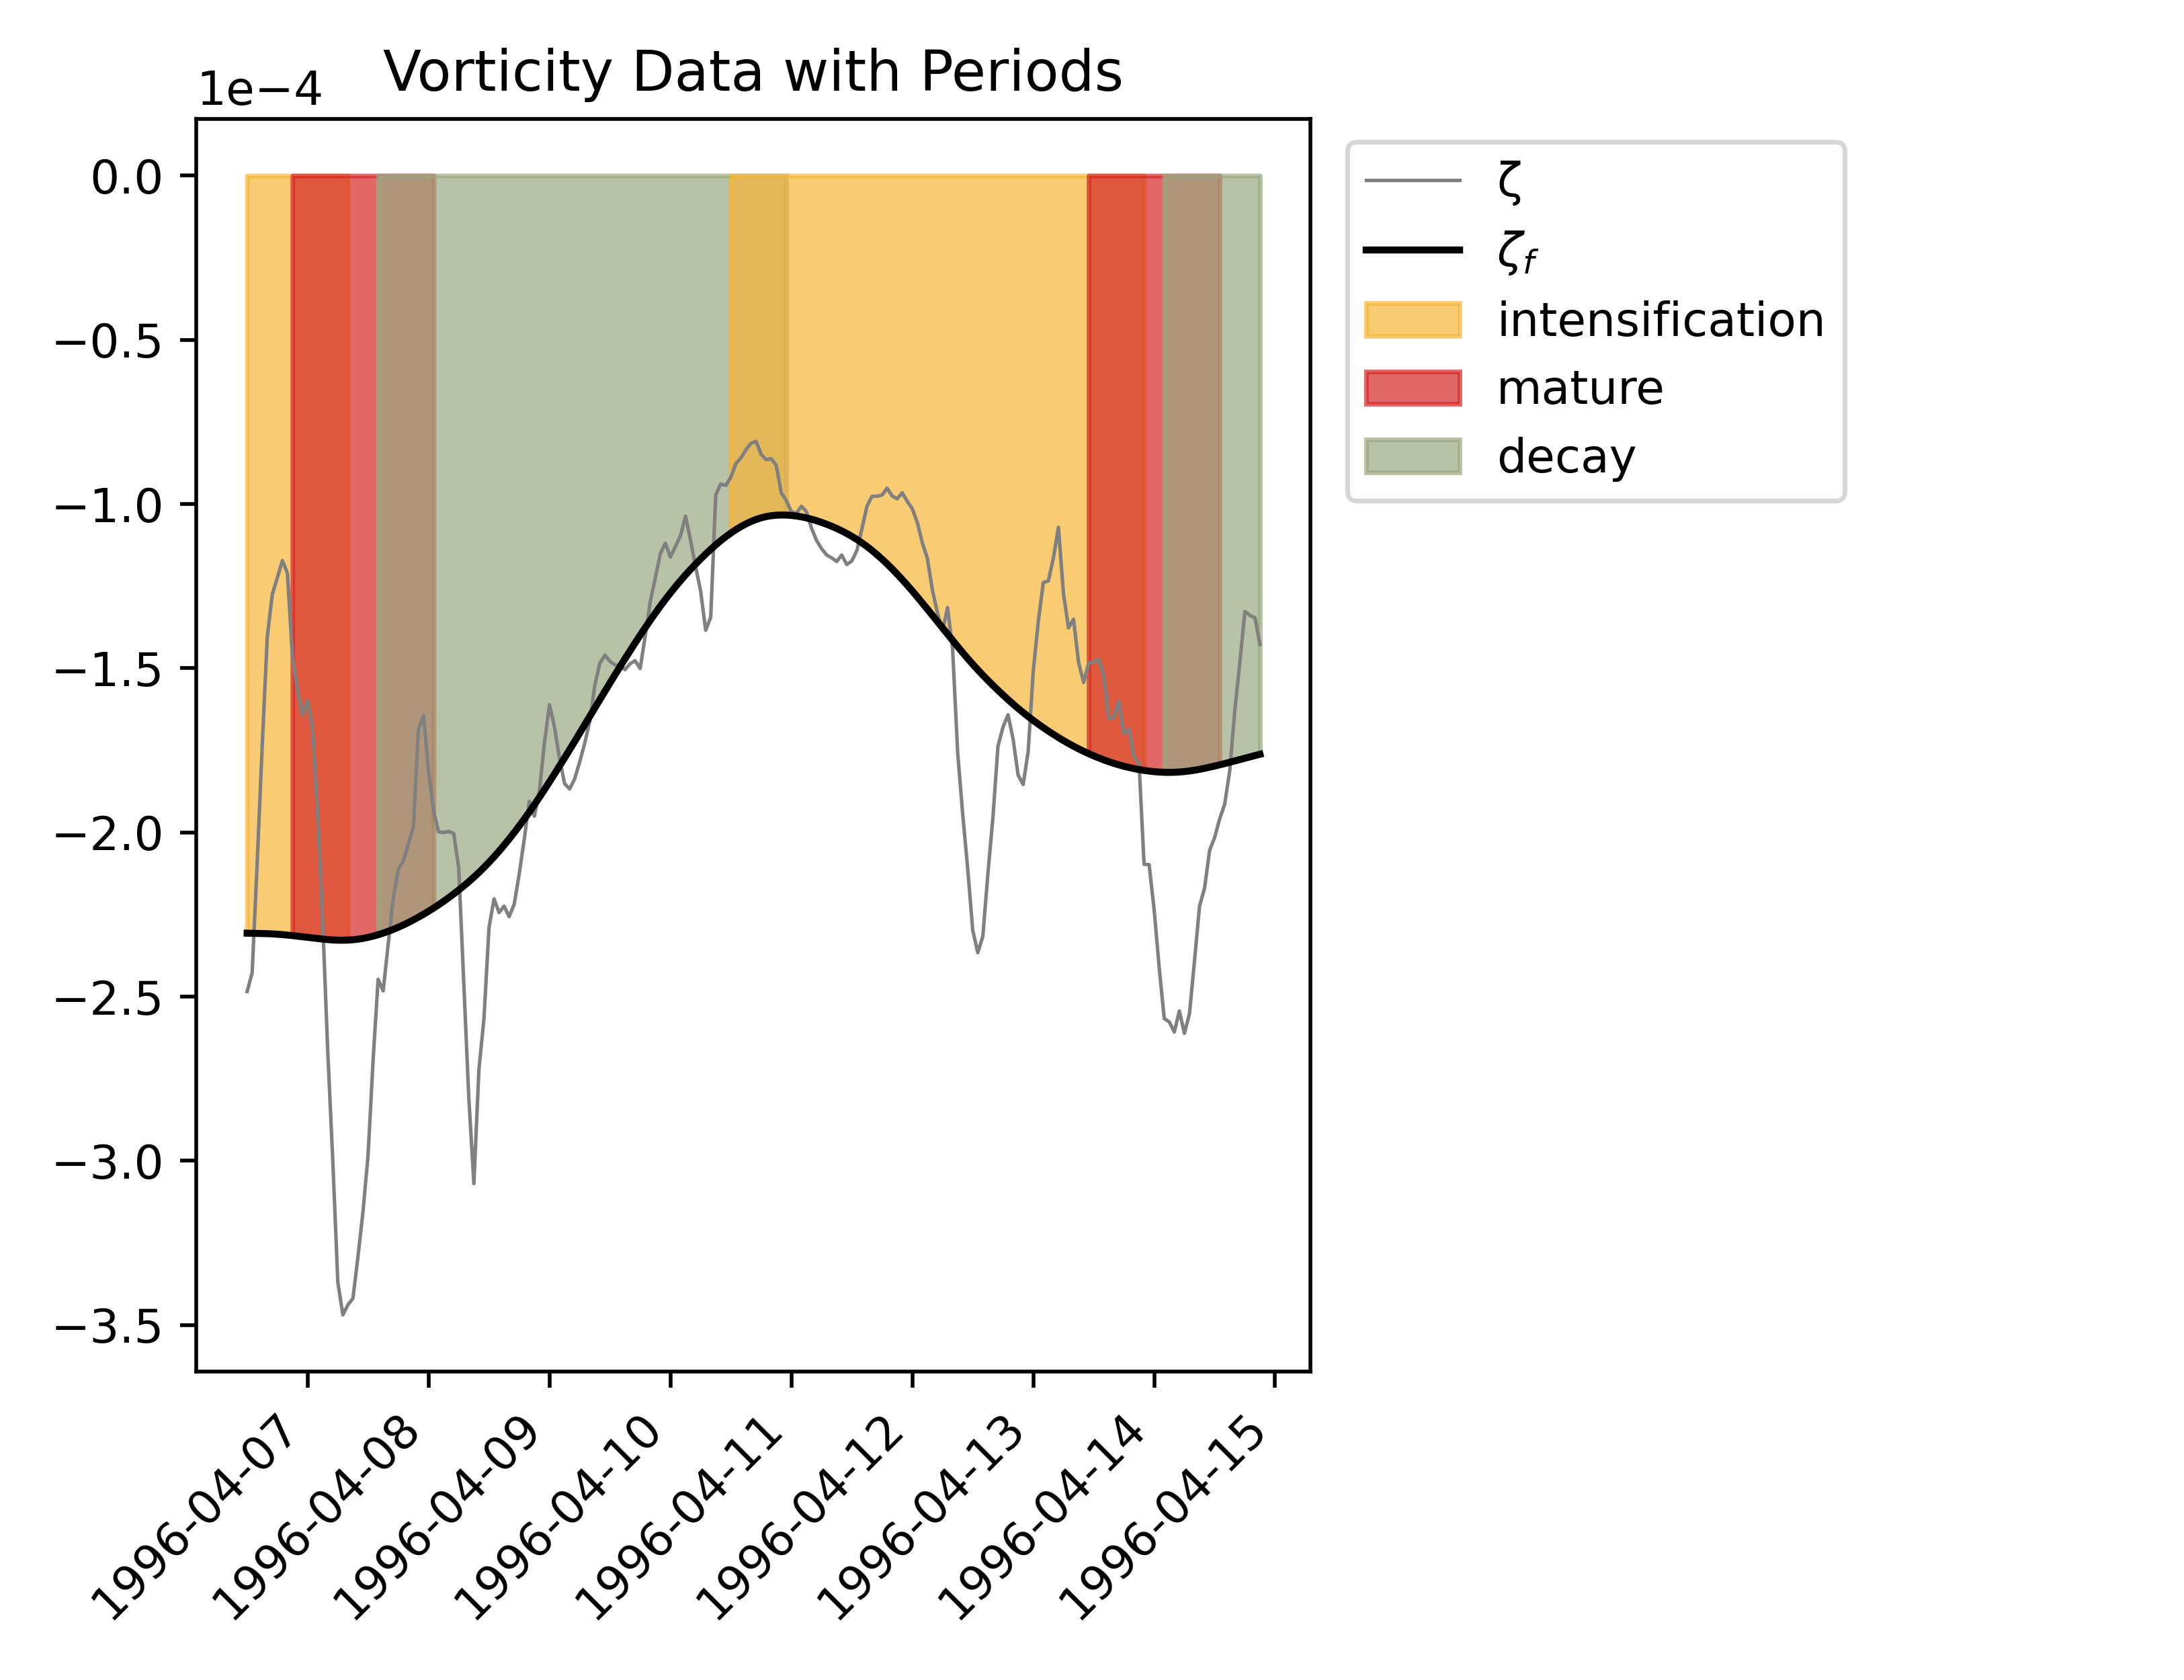 Vorticity Data with Periods
1e−4
0.0
−0.5
−1.0
−1.5
−2.0
−2.5
−3.0
−3.5
1996-04-07
1996-04-08
1996-04-09
1996-04-10
1996-04-11
1996-04-12
1996-04-13
1996-04-14
1996-04-15
ζ
ζf
intensification
mature
decay